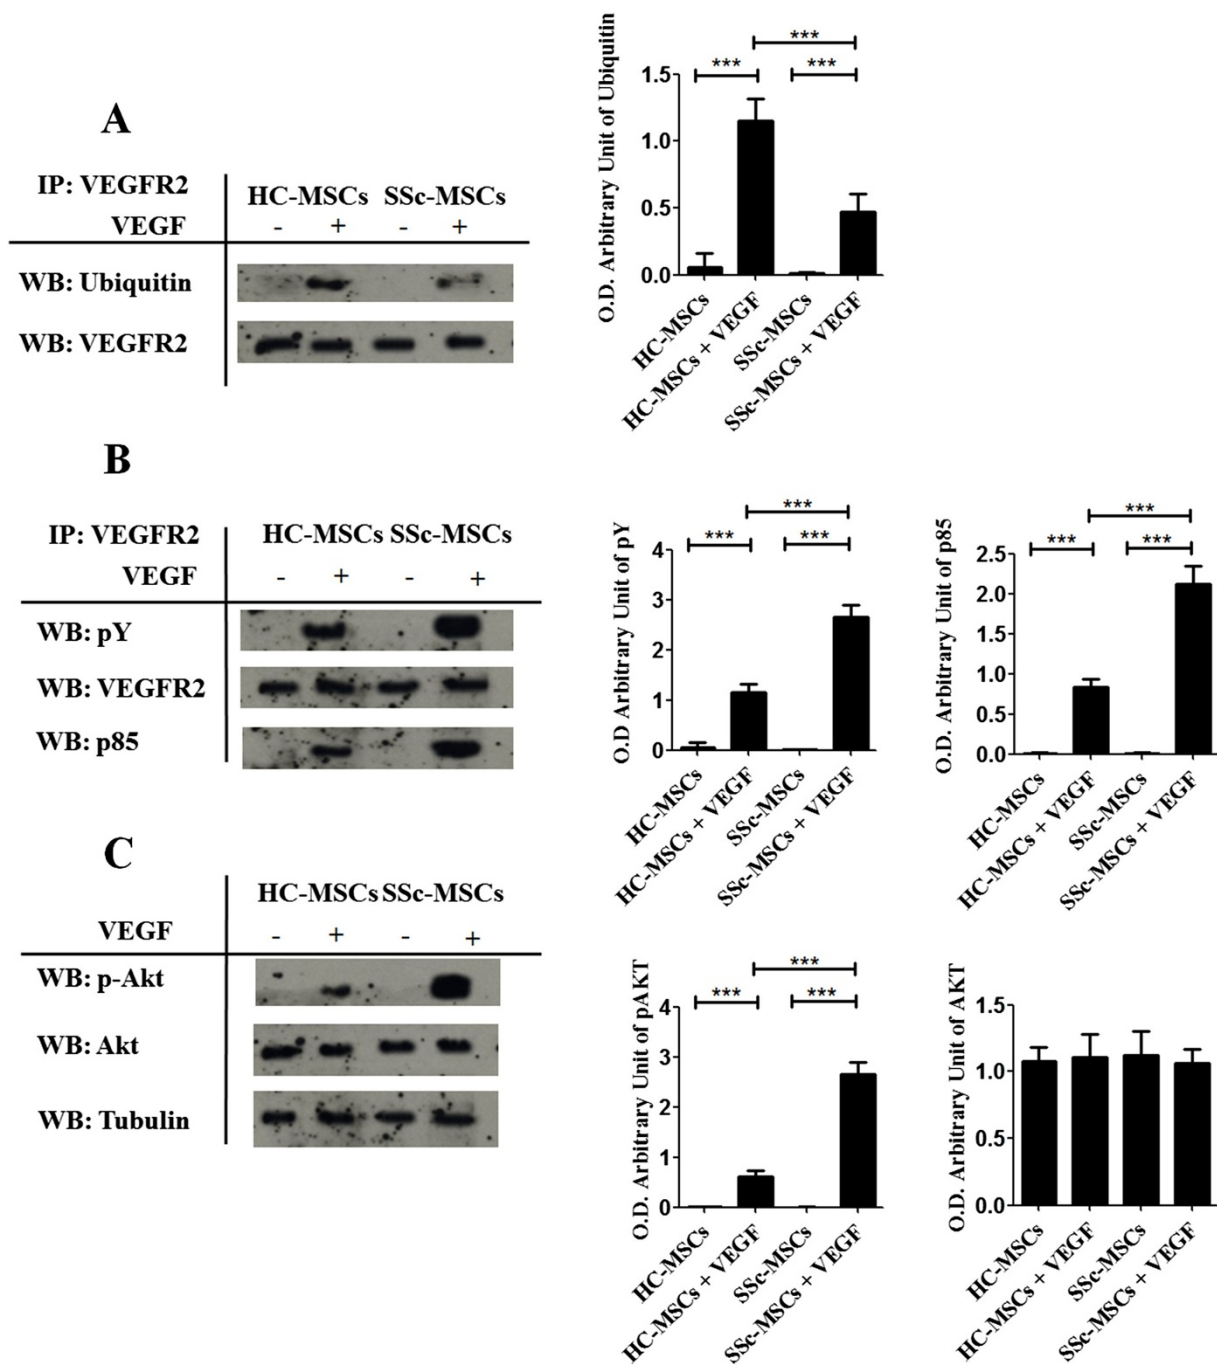 A
IP: VEGFR2
HC-MSCs SSc-MSCs
VEGF - + - +
WB: Ubiquitin
WB: VEGFR2
O.D. Arbitrary Unit of Ubiquitin
*** *** ***
1.5
1.0
0.5
0.0
HC-MSCs
HC-MSCs + VEGF
SSc-MSCs
SSc-MSCs + VEGF
B
IP: VEGFR2
HC-MSCs SSc-MSCs
VEGF - + - +
WB: pY
WB: VEGFR2
WB: p85
O.D Arbitrary Unit of pY
*** *** ***
4
3
2
1
0
HC-MSCs
HC-MSCs + VEGF
SSc-MSCs
SSc-MSCs + VEGF
O.D. Arbitrary Unit of p85
*** *** ***
2.5
2.0
1.5
1.0
0.5
0.0
HC-MSCs
HC-MSCs + VEGF
SSc-MSCs
SSc-MSCs + VEGF
C
HC-MSCs SSc-MSCs
VEGF - + - +
WB: p-Akt
WB: Akt
WB: Tubulin
O.D. Arbitrary Unit of pAKT
*** *** ***
4
3
2
1
0
HC-MSCs
HC-MSCs + VEGF
SSc-MSCs
SSc-MSCs + VEGF
O.D. Arbitrary Unit of AKT
1.5
1.0
0.5
0.0
HC-MSCs
HC-MSCs + VEGF
SSc-MSCs
SSc-MSCs + VEGF